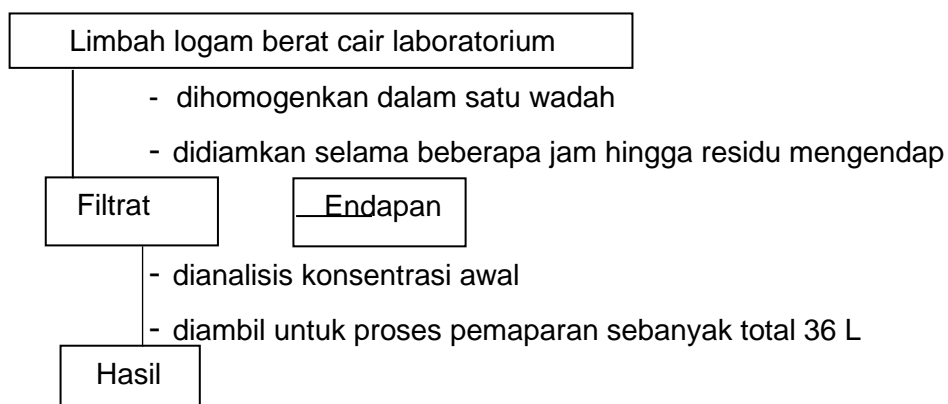 Limbah logam berat cair laboratorium
- dihomogenkan dalam satu wadah
- didiamkan selama beberapa jam hingga residu mengendap
Filtrat Endapan
- dianalisis konsentrasi awal
- diambil untuk proses pemaparan sebanyak total 36 L
Hasil